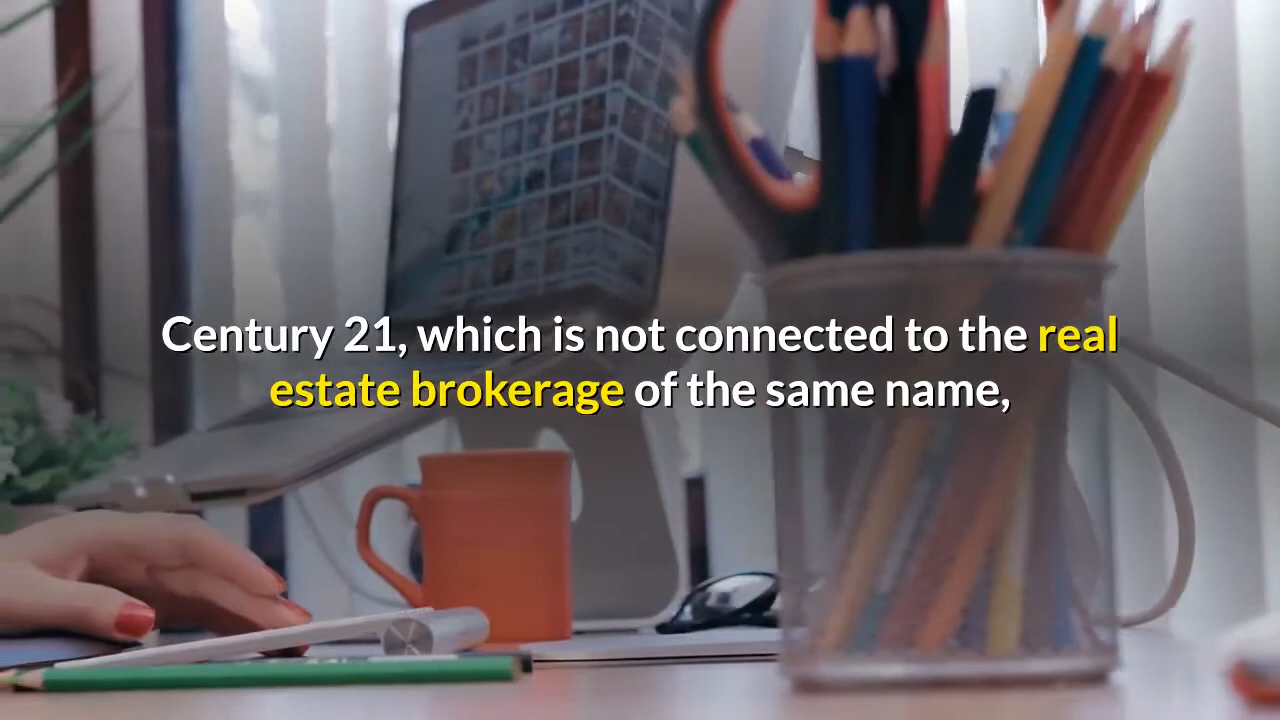 Century 21, which is not connected to the real
estate brokerage of the same name,